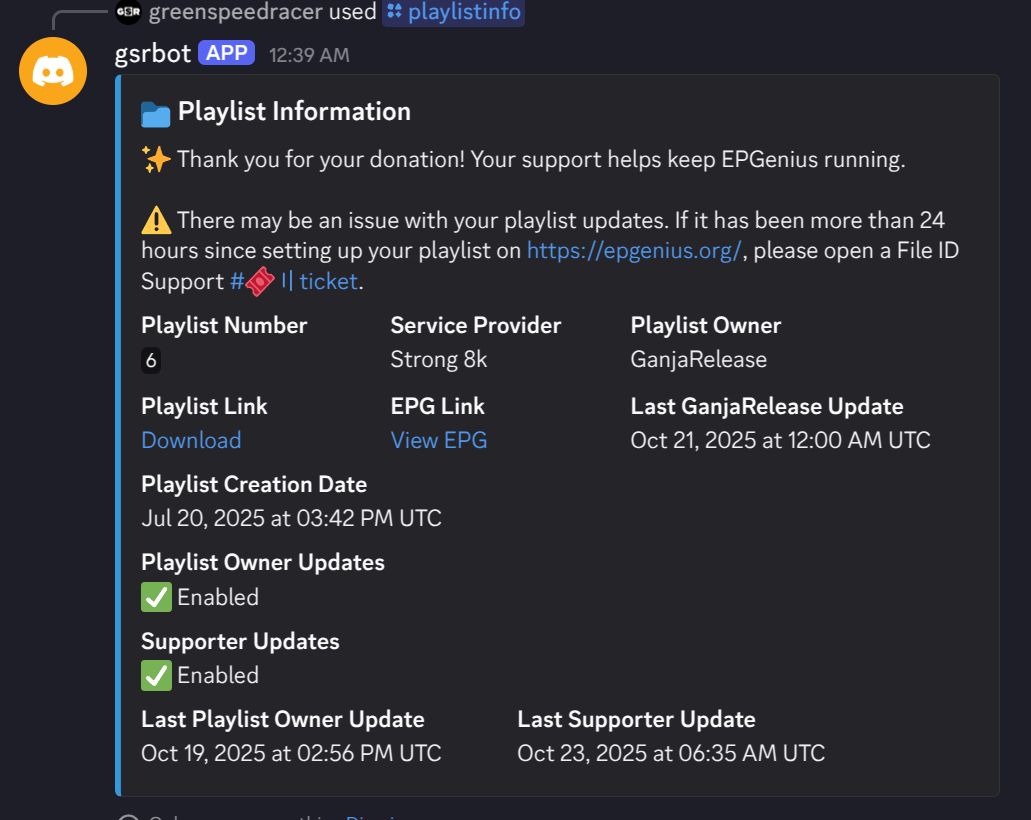 GSR greenspeedracer used playlistinfo
gsrbot APP 12:39 AM
Playlist Information
Thank you for your donation! Your support helps keep EPGenius running.
There may be an issue with your playlist updates. If it has been more than 24
hours since setting up your playlist on https://epgenius.org/, please open a File ID
Support # ticket.
Playlist Number Service Provider Playlist Owner
6 Strong 8k GanjaRelease
Playlist Link EPG Link Last GanjaRelease Update
Download View EPG Oct 21, 2025 at 12:00 AM UTC
Playlist Creation Date
Jul 20, 2025 at 03:42 PM UTC
Playlist Owner Updates
Enabled
Supporter Updates
Enabled
Last Playlist Owner Update Last Supporter Update
Oct 19, 2025 at 02:56 PM UTC Oct 23, 2025 at 06:35 AM UTC